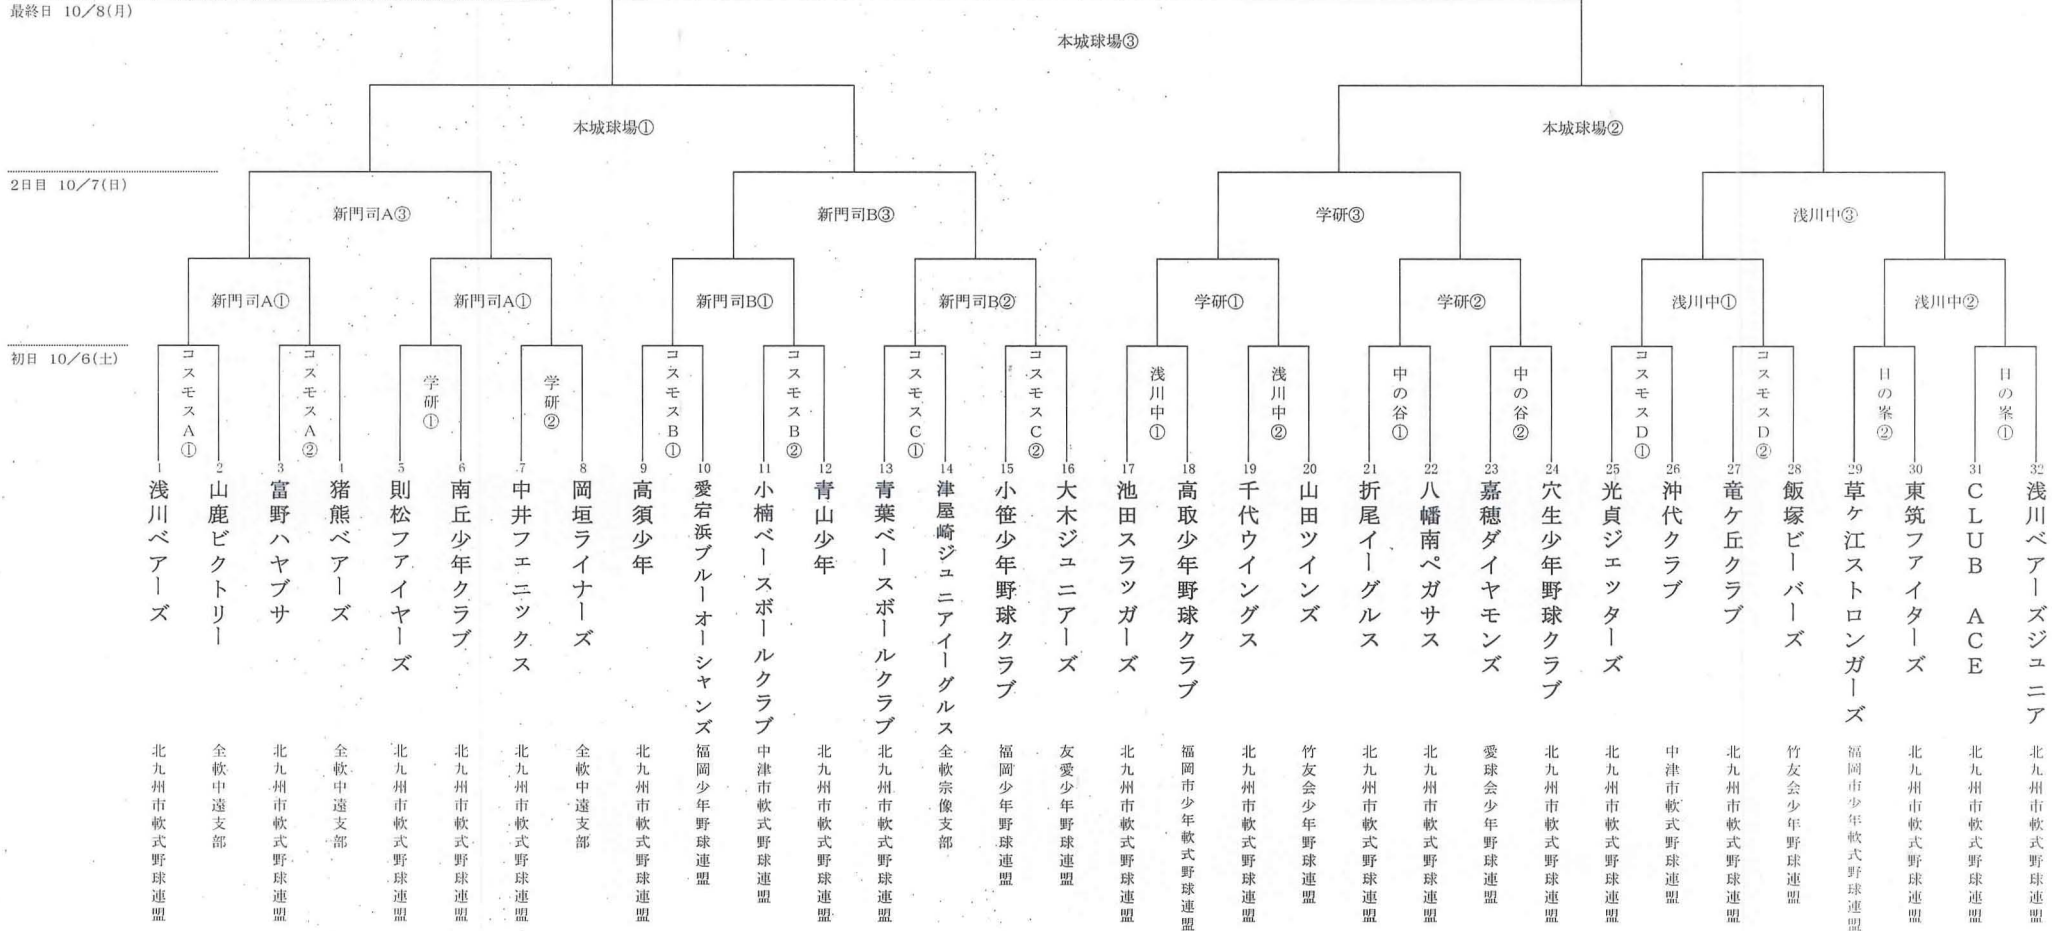 最終日 10/8(月)
本城球場③
本城球場①
本城球場②
2日目 10/7(日)
新門司A③
新門司B③
学研③
浅川中③
新門司A①
新門司A①
新門司B①
新門司B②
学研①
学研②
浅川中①
浅川中②
初日 10/6(土)
コスモスA①
コスモスA②
学研①
学研②
コスモスB①
コスモスB②
コスモスC①
コスモスC②
浅川中①
浅川中②
中の谷①
中の谷②
コスモスD①
コスモスD②
日の峯②
日の峯①
1 浅川ベアーズ 北九州市軟式野球連盟
2 山鹿ビクトリー 全軟中遠支部
3 富野ハヤブサ 北九州市軟式野球連盟
4 猪熊ベアーズ 全軟中遠支部
5 則松ファイヤーズ 北九州市軟式野球連盟
6 南丘少年クラブ 北九州市軟式野球連盟
7 中井フェニックス 北九州市軟式野球連盟
8 岡垣ライナーズ 全軟中遠支部
9 高須少年 北九州市軟式野球連盟
10 愛宕浜ブルーオーシャンズ 福岡少年野球連盟
11 小楠ベースボールクラブ 中津市軟式野球連盟
12 青山少年 北九州市軟式野球連盟
13 青葉ベースボールクラブ 北九州市軟式野球連盟
14 津屋崎ジュニアイーグルス 全軟宗像支部
15 小笹少年野球クラブ 福岡少年野球連盟
16 大木ジュニアーズ 友愛少年野球連盟
17 池田スラッガーズ 北九州市軟式野球連盟
18 高取少年野球クラブ 福岡市少年軟式野球連盟
19 千代ウイングス 北九州市軟式野球連盟
20 山田ツインズ 竹友会少年野球連盟
21 折尾イーグルス 北九州市軟式野球連盟
22 八幡南ペガサス 北九州市軟式野球連盟
23 嘉穂ダイヤモンズ 愛球会少年野球連盟
24 穴生少年野球クラブ 北九州市軟式野球連盟
25 光貞ジェッターズ 北九州市軟式野球連盟
26 沖代クラブ 中津市軟式野球連盟
27 竜ケ丘クラブ 北九州市軟式野球連盟
28 飯塚ビーバーズ 竹友会少年野球連盟
29 草ケ江ストロンガーズ 福岡市少年軟式野球連盟
30 東筑ファイターズ 北九州市軟式野球連盟
31 CLUB ACE 北九州市軟式野球連盟
32 浅川ベアーズジュニア 北九州市軟式野球連盟